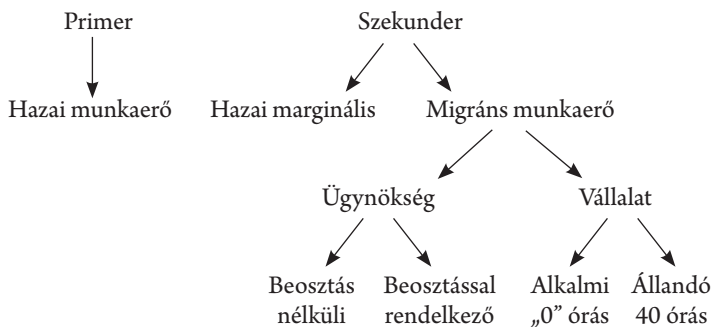 Primer Szekunder
Hazai munkaerő Hazai marginális Migráns munkaerő
Ügynökség Vállalat
Beosztás Beosztással Alkalmi Állandó
nélküli rendelkező „0” órás 40 órás